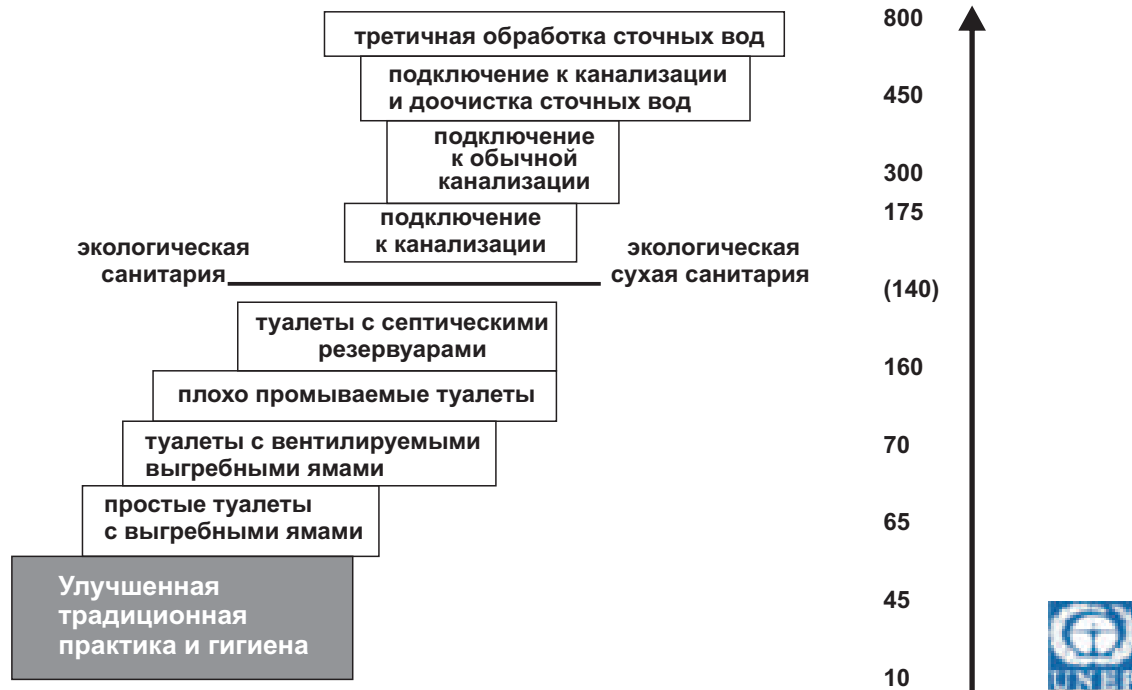 третичная обработка сточных вод
подключение к канализации
и доочистка сточных вод
подключение
к обычной
канализации
подключение
к канализации
экологическая
санитария
экологическая
сухая санитария
туалеты с септическими
резервуарами
плохо промываемые туалеты
туалеты с вентилируемыми
выгребными ямами
простые туалеты
с выгребными ямами
Улучшенная
традиционная
практика и гигиена
800
450
300
175
(140)
160
70
65
45
10
UNEP